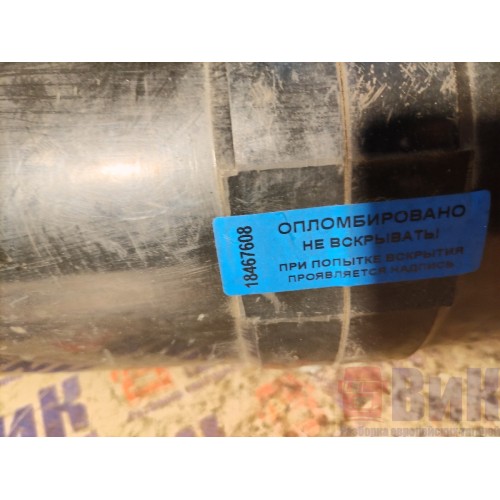 18467608
ОПЛОМБИРОВАНО
НЕ ВСКРЫВАТЬ!
ПРИ ПОПЫТКЕ ВСКРЫТИЯ
ПРОЯВЛЯЕТСЯ НАДПИСЬ
ВиК